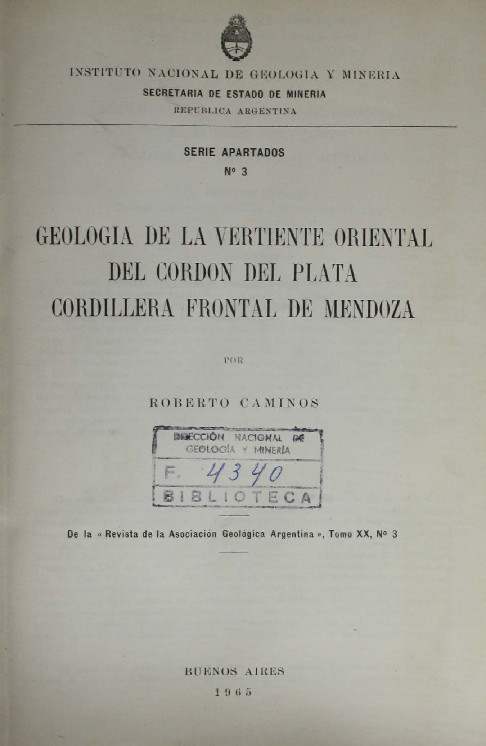 INSTITUTO NACIONAL DE GEOLOGIA Y MINERIA
SECRETARIA DE ESTADO DE MINERIA
REPUBLICA ARGENTINA
SERIE APARTADOS
Nº 3
GEOLOGIA DE LA VERTIENTE ORIENTAL
DEL CORDON DEL PLATA
CORDILLERA FRONTAL DE MENDOZA
POR
ROBERTO CAMINOS
DIRECCIÓN NACIONAL DE
GEOLOGÍA Y MINERÍA
F. 4340
BIBLIOTECA
De la « Revista de la Asociación Geológica Argentina », Tomo XX, Nº 3
BUENOS AIRES
1965